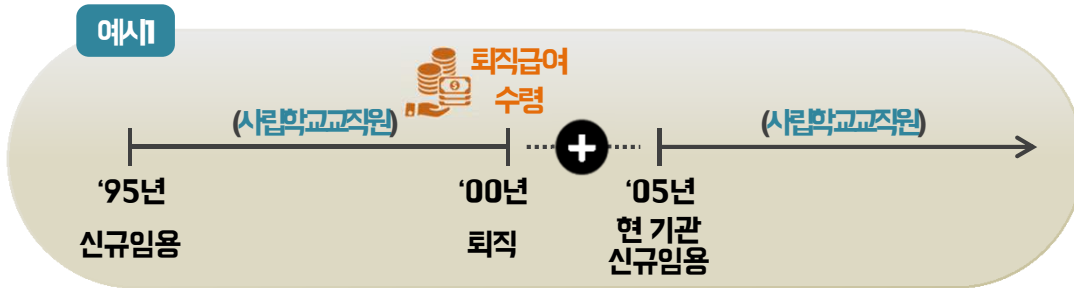 예시1
퇴직급여
수령
(사립학교교직원)
(사립학교교직원)
‘95년
‘00년
‘05년
신규임용
퇴직
현 기관
신규임용